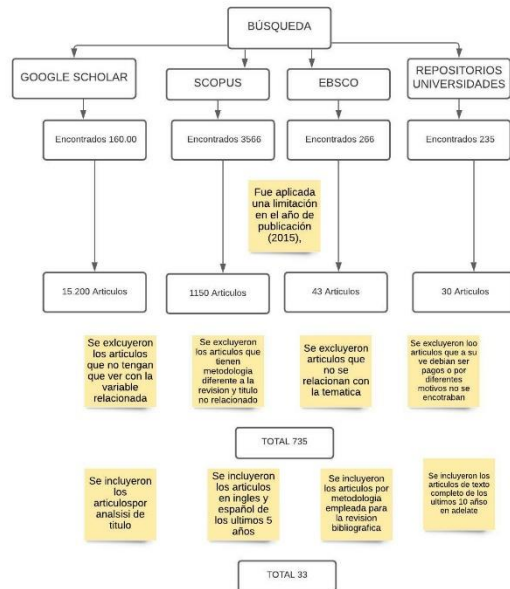 BÚSQUEDA
GOOGLE SCHOLAR
SCOPUS
EBSCO
REPOSITORIOS
UNIVERSIDADES
Encontrados 160.00
Encontrados 3566
Encontrados 266
Encontrados 235
Fue aplicada
una limitación
en el año de
publicación
(2015),
15.200 Articulos
1150 Articulos
43 Articulos
30 Articulos
Se exlcuyeron
los articulos
que no tengan
que ver con la
variable
relacionada
Se excluyeron
los articulos que
tienen
metodologia
diferente a la
revision y titulo
no relacionado
Se excluyeron
articulos que
no se
relacionan con
la tematica
Se excluyeron loo
articulos que a su
ve debian ser
pagos o por
diferentes
motivos no se
encotraban
TOTAL 735
Se incluyeron
los
articulospor
analsisi de
titulo
Se incluyeron
los articulos
en ingles y
español de
los ultimos 5
años
Se incluyeron los
articulos por
metodologia
empleada para
la revision
bibliografica
Se incluyeron los
articulos de texto
completo de los
ultimos 10 añso
en adelate
TOTAL 33